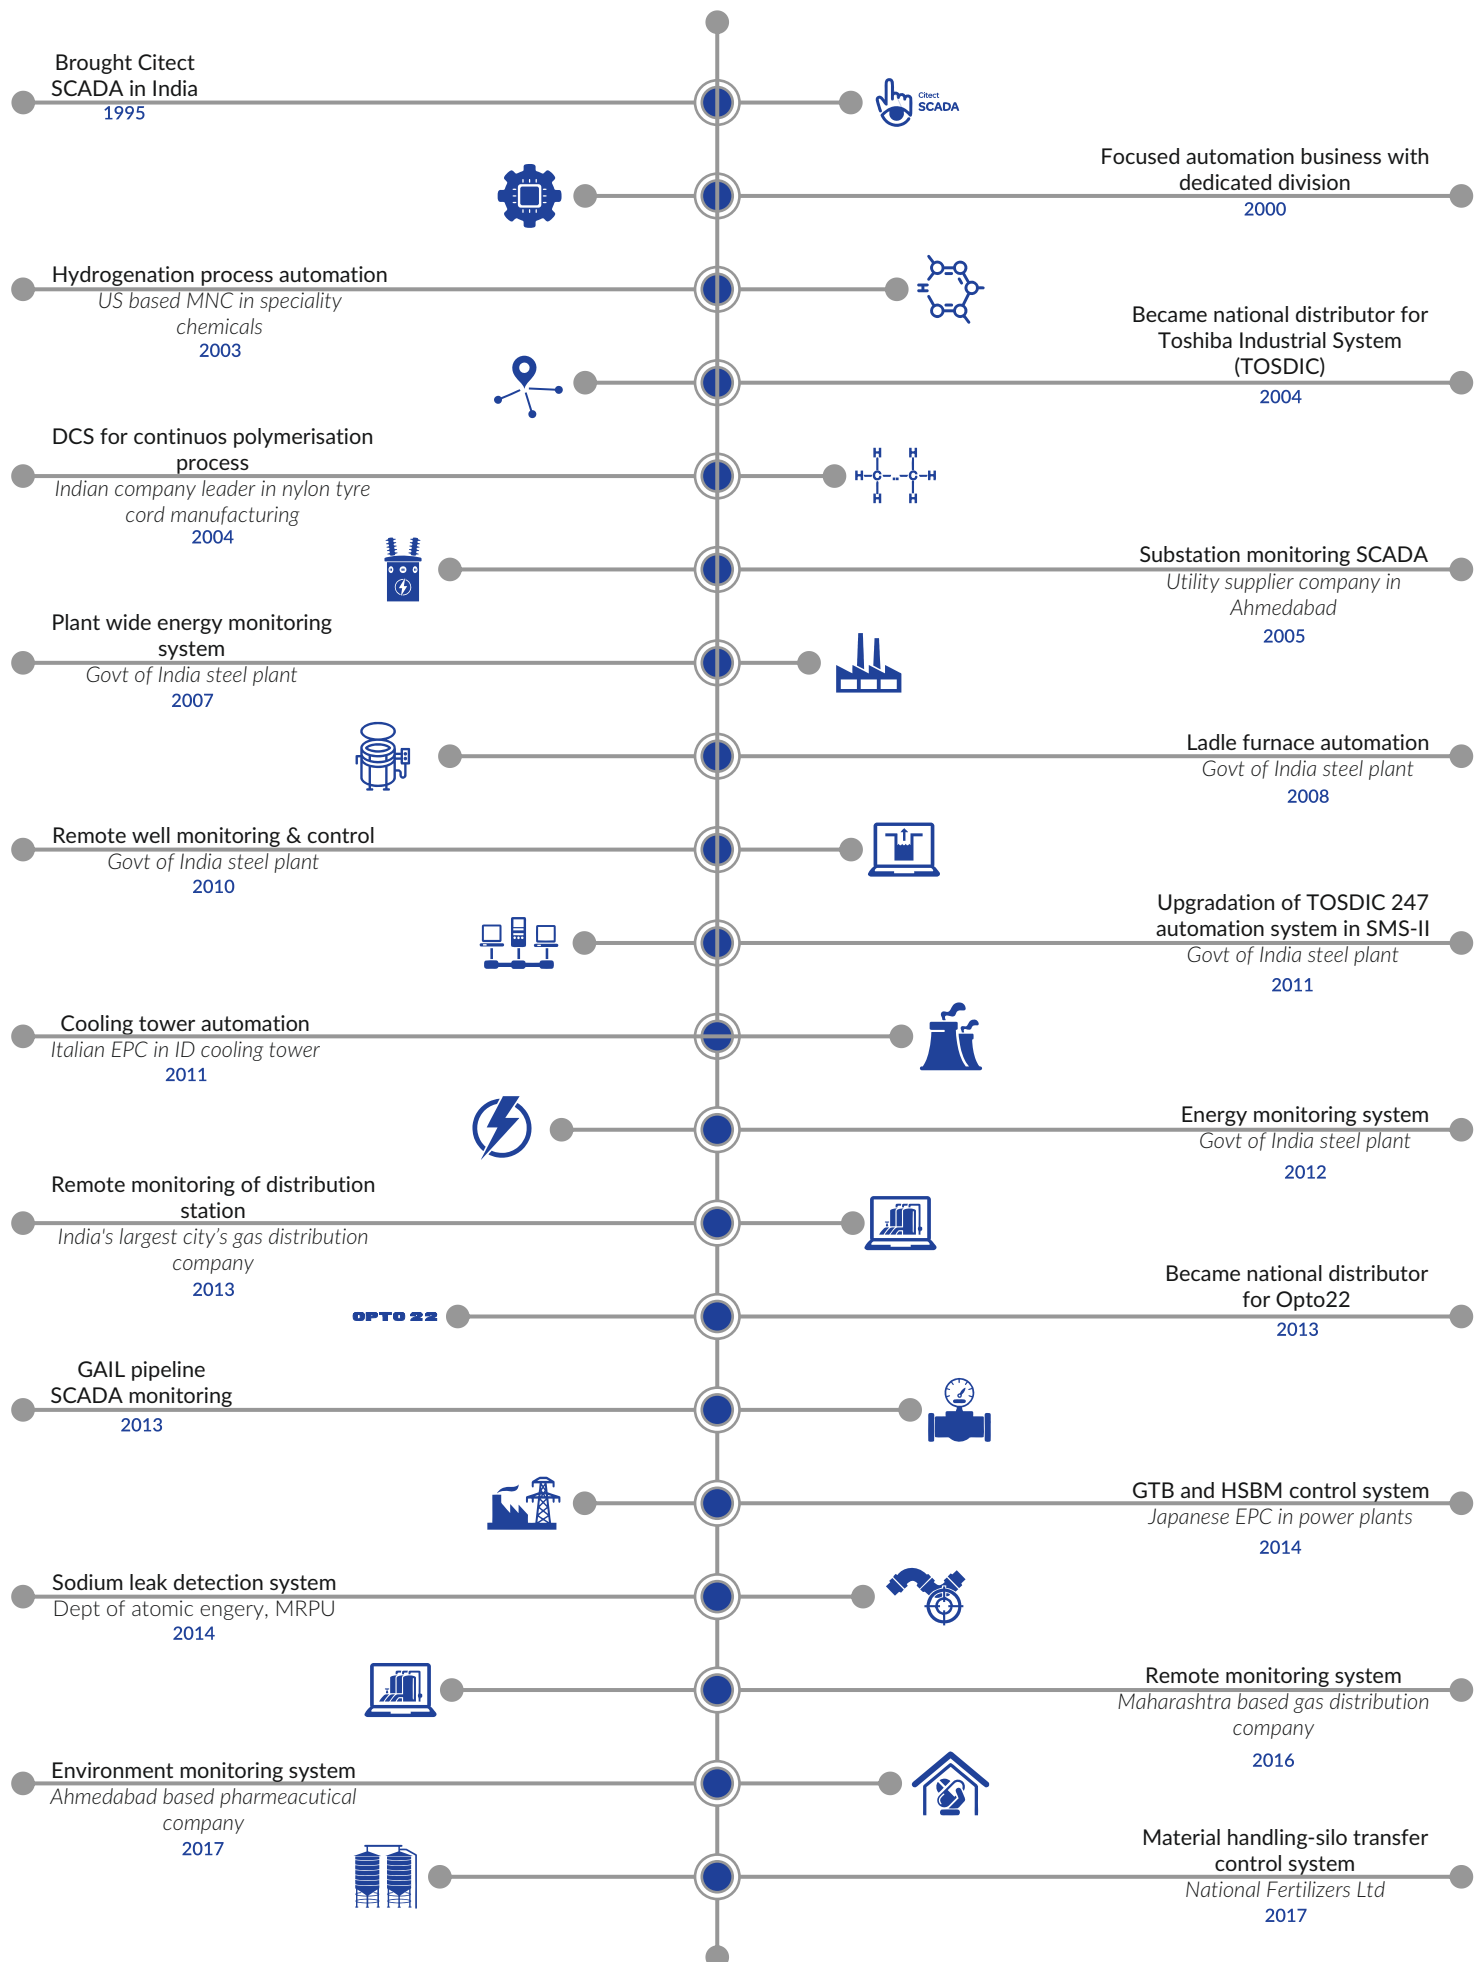 Brought Citect
SCADA in India
1995
Citect
SCADA
Focused automation business with
dedicated division
2000
Hydrogenation process automation
US based MNC in speciality
chemicals
2003
H
Became national distributor for
Toshiba Industrial System
(TOSDIC)
2004
DCS for continuos polymerisation
process
Indian company leader in nylon tyre
cord manufacturing
2004
H H
H-C-..-C-H
H H
Substation monitoring SCADA
Utility supplier company in
Ahmedabad
2005
Plant wide energy monitoring
system
Govt of India steel plant
2007
Ladle furnace automation
Govt of India steel plant
2008
Remote well monitoring & control
Govt of India steel plant
2010
Upgradation of TOSDIC 247
automation system in SMS-II
Govt of India steel plant
2011
Cooling tower automation
Italian EPC in ID cooling tower
2011
Energy monitoring system
Govt of India steel plant
2012
Remote monitoring of distribution
station
India's largest city’s gas distribution
company
2013
Became national distributor
for Opto22
2013
OPTO 22
GAIL pipeline
SCADA monitoring
2013
GTB and HSBM control system
Japanese EPC in power plants
2014
Sodium leak detection system
Dept of atomic engery, MRPU
2014
Remote monitoring system
Maharashtra based gas distribution
company
2016
Environment monitoring system
Ahmedabad based pharmeacutical
company
2017
Material handling-silo transfer
control system
National Fertilizers Ltd
2017